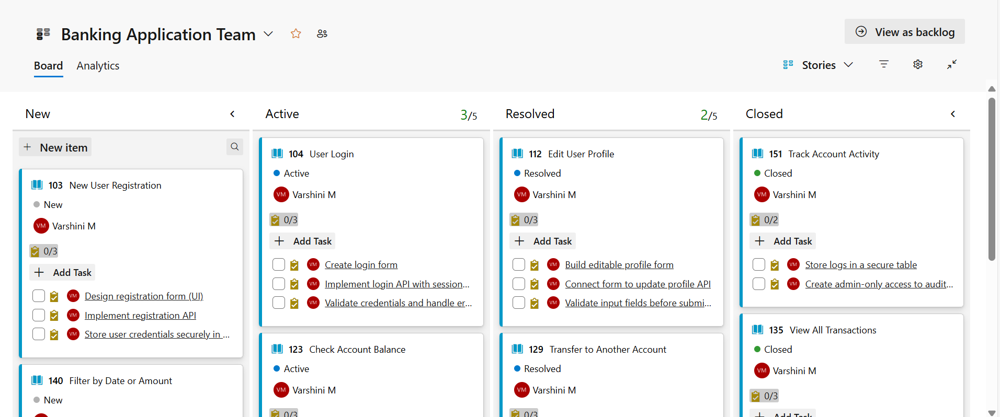 Banking Application Team
View as backlog
Board Analytics
Stories
New
New item
103 New User Registration
New
VM Varshini M
0/3
Add Task
VM Design registration form (UI)
VM Implement registration API
VM Store user credentials securely in ...
140 Filter by Date or Amount
New
Active 3/5
104 User Login
Active
VM Varshini M
0/3
Add Task
VM Create login form
VM Implement login API with session...
VM Validate credentials and handle er...
123 Check Account Balance
Active
VM Varshini M
0/3
Resolved 2/5
112 Edit User Profile
Resolved
VM Varshini M
0/3
Add Task
VM Build editable profile form
VM Connect form to update profile API
VM Validate input fields before submi...
129 Transfer to Another Account
Resolved
VM Varshini M
0/3
Closed
151 Track Account Activity
Closed
VM Varshini M
0/2
Add Task
VM Store logs in a secure table
VM Create admin-only access to audit...
135 View All Transactions
Closed
VM Varshini M
0/3
Add Task